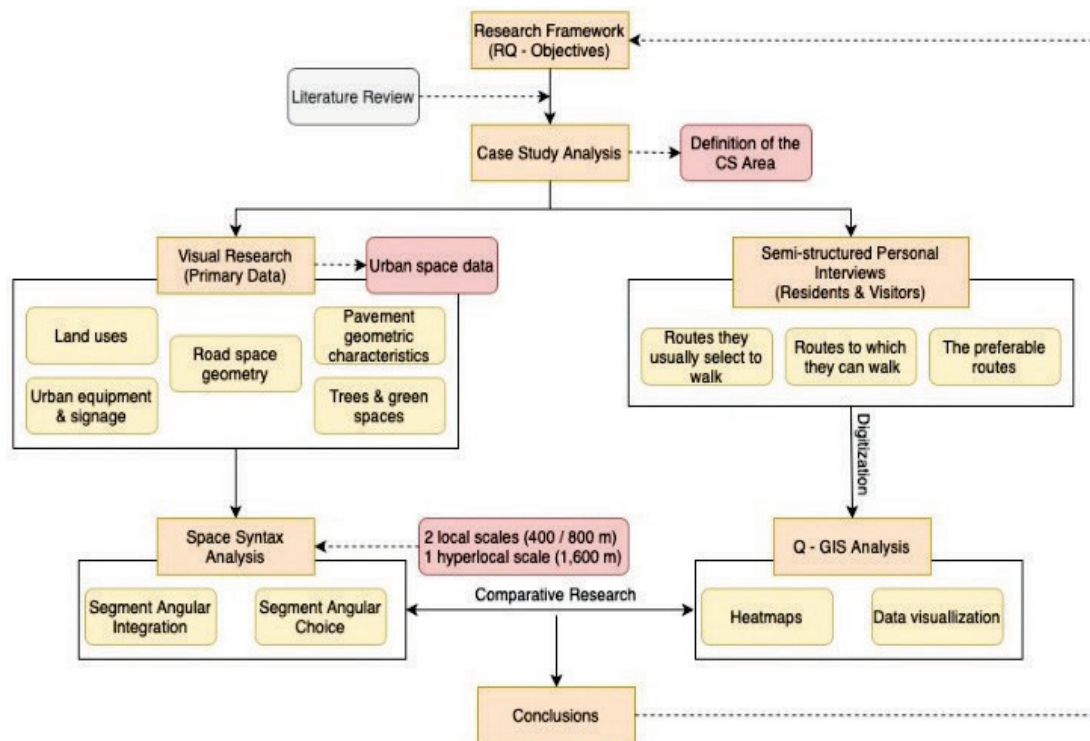 Research Framework
(RQ - Objectives)
Literature Review
Case Study Analysis
Definition of the
CS Area
Visual Research
(Primary Data)
Urban space data
Semi-structured Personal
Interviews
(Residents & Visitors)
Land uses
Road space
geometry
Pavement
geometric
characteristics
Urban equipment
& signage
Trees & green
spaces
Routes they
usually select to
walk
Routes to which
they can walk
The preferable
routes
Digitization
Space Syntax
Analysis
2 local scales (400 / 800 m)
1 hyperlocal scale (1,600 m)
Q - GIS Analysis
Segment Angular
Integration
Segment Angular
Choice
Comparative Research
Heatmaps
Data visuallization
Conclusions